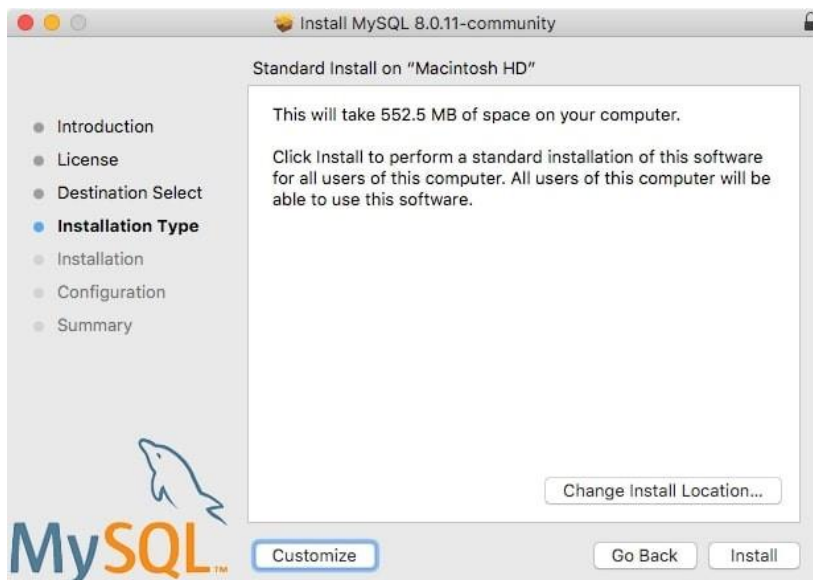 Install MySQL 8.0.11-community
Standard Install on “Macintosh HD”
Introduction
License
Destination Select
Installation Type
Installation
Configuration
Summary
This will take 552.5 MB of space on your computer.
Click Install to perform a standard installation of this software
for all users of this computer. All users of this computer will be
able to use this software.
Change Install Location...
MySQL™
Customize
Go Back
Install